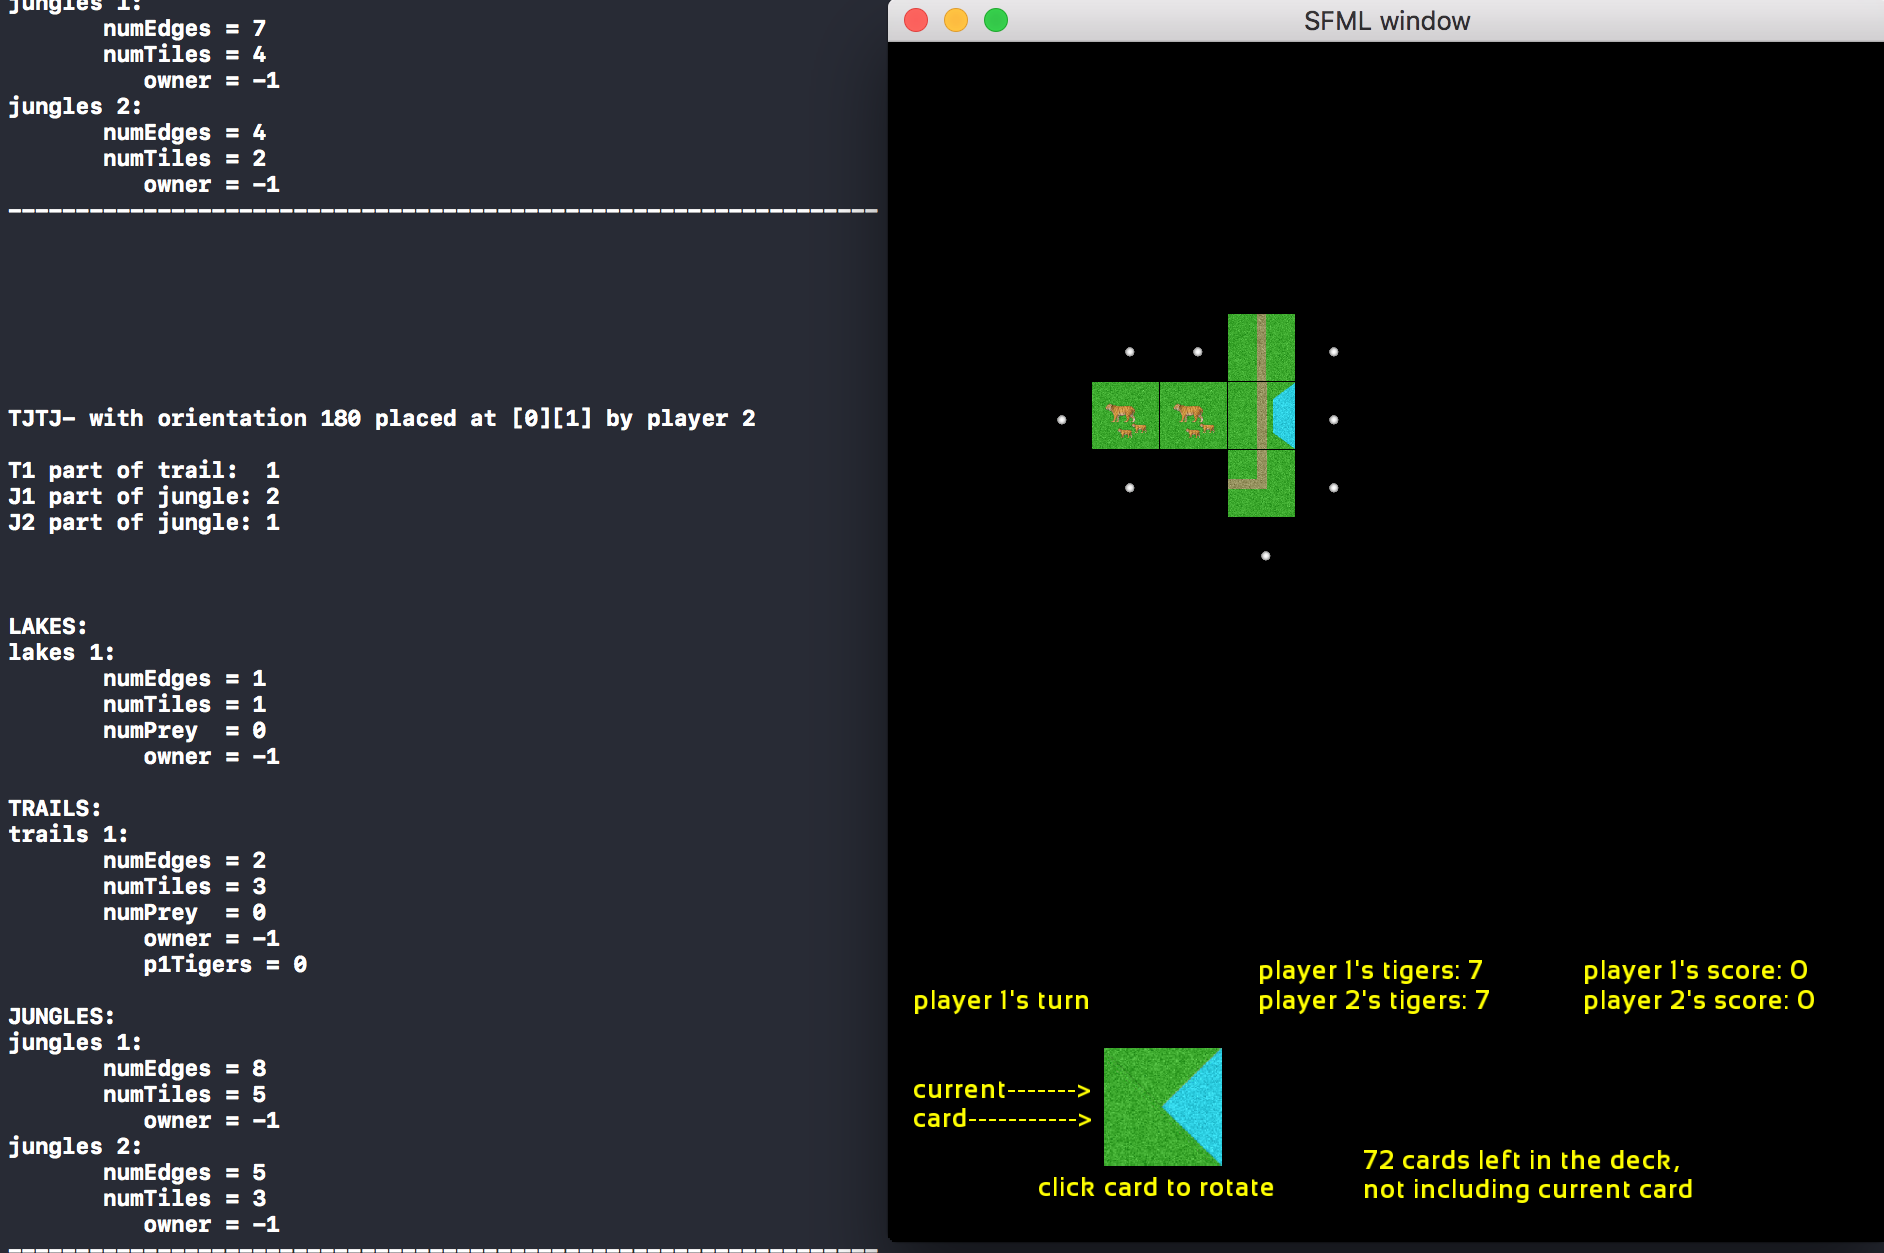 jungles 1:
numEdges = 7
numTiles = 4
owner = -1
jungles 2:
numEdges = 4
numTiles = 2
owner = -1
----------------------------------------------------------------
TJTJ- with orientation 180 placed at [0][1] by player 2
T1 part of trail:  1
J1 part of jungle: 2
J2 part of jungle: 1
LAKES:
lakes 1:
numEdges = 1
numTiles = 1
numPrey  = 0
owner = -1
TRAILS:
trails 1:
numEdges = 2
numTiles = 3
numPrey  = 0
owner = -1
p1Tigers = 0
JUNGLES:
jungles 1:
numEdges = 8
numTiles = 5
owner = -1
jungles 2:
numEdges = 5
numTiles = 3
owner = -1
----------------------------------------------------------------
SFML window
player 1's turn
player 1's tigers: 7
player 2's tigers: 7
player 1's score: 0
player 2's score: 0
current------->
card----------->
click card to rotate
72 cards left in the deck,
not including current card